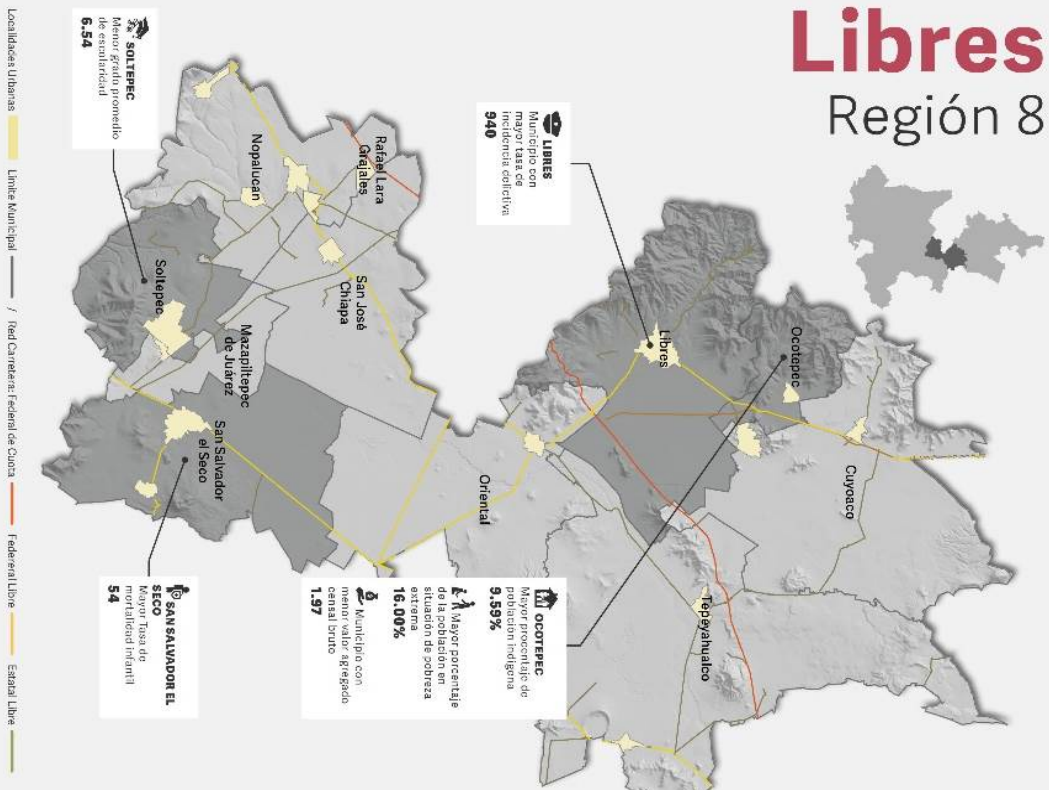 Libres
Región 8
LIBRES
Municipio con
mayor tasa de
incidencia delictiva
940
SOLTEPEC
Menor grado promedio
de escolaridad
6.54
OCOTEPEC
Mayor procentaje de
población indígena
9.59%
Mayor porcentaje
de la población en
situación de pobreza
extrema
16.00%
Municipio con
menor valor agregado
censal bruto
1.97
SAN SALVADOR EL
SECO
Mayor Tasa de
mortalidad infantil
54
Rafael Lara
Grajales
Nopalucan
San José
Chiapa
Soltepec
Mazapiltepec
de Juárez
San Salvador
el Seco
Libres
Ocotepec
Cuyoaco
Oriental
Tepeyahualco
Localidades Urbanas Límite Municipal / Red Carretera: Federal de Cuota Federeral Libre Estatal Libre